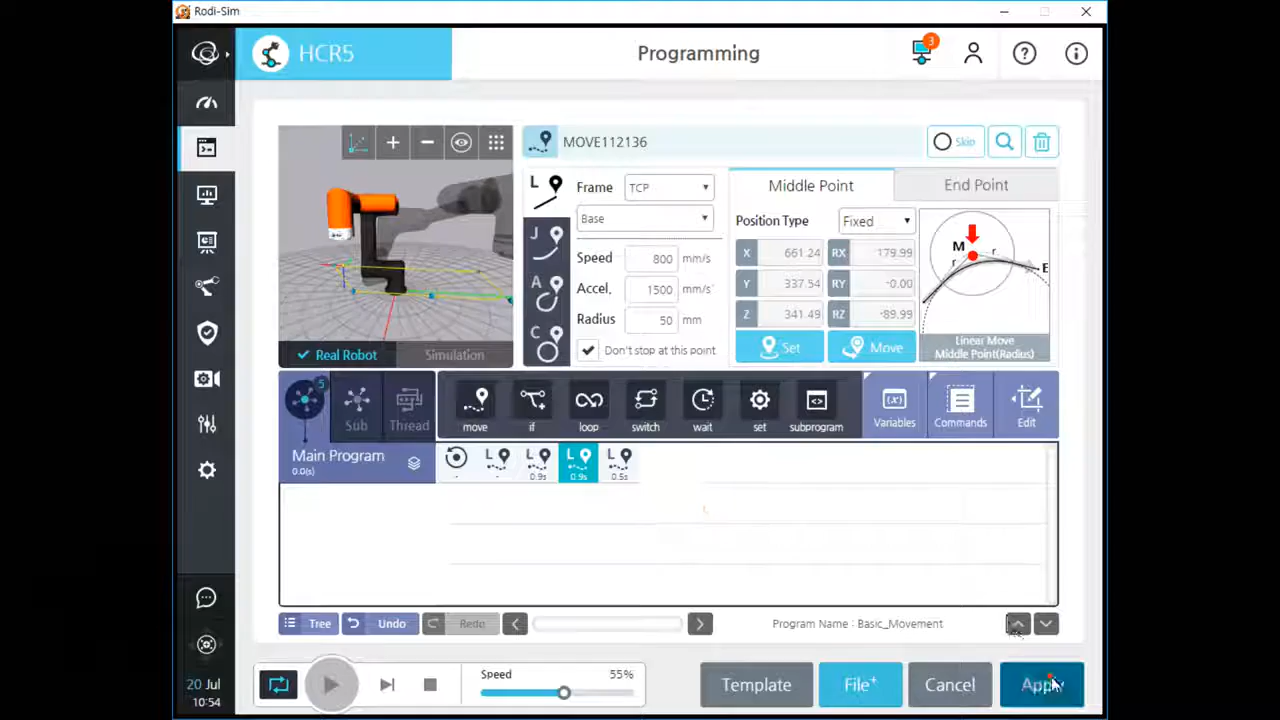 Rodi-Sim
HCR5
Programming
3
MOVE112136
Skip
L
Frame
TCP
Base
J
Speed
800
mm/s
A
Accel.
1500
mm/s²
C
Radius
50
mm
Don't stop at this point
Middle Point
End Point
Position Type
Fixed
X
661.24
RX
179.99
Y
337.54
RY
-0.00
Z
341.49
RZ
-89.99
Set
Move
M
r
r
E
Linear Move
Middle Point(Radius)
Real Robot
Simulation
5
Sub
Thread
move
if
loop
switch
wait
set
subprogram
Variables
Commands
Edit
Main Program
0.0(s)
-
L
-
L
0.9s
L
0.9s
L
0.5s
Tree
Undo
Redo
Program Name : Basic_Movement
Speed
55%
Template
File+
Cancel
Apply
20 Jul
10:54